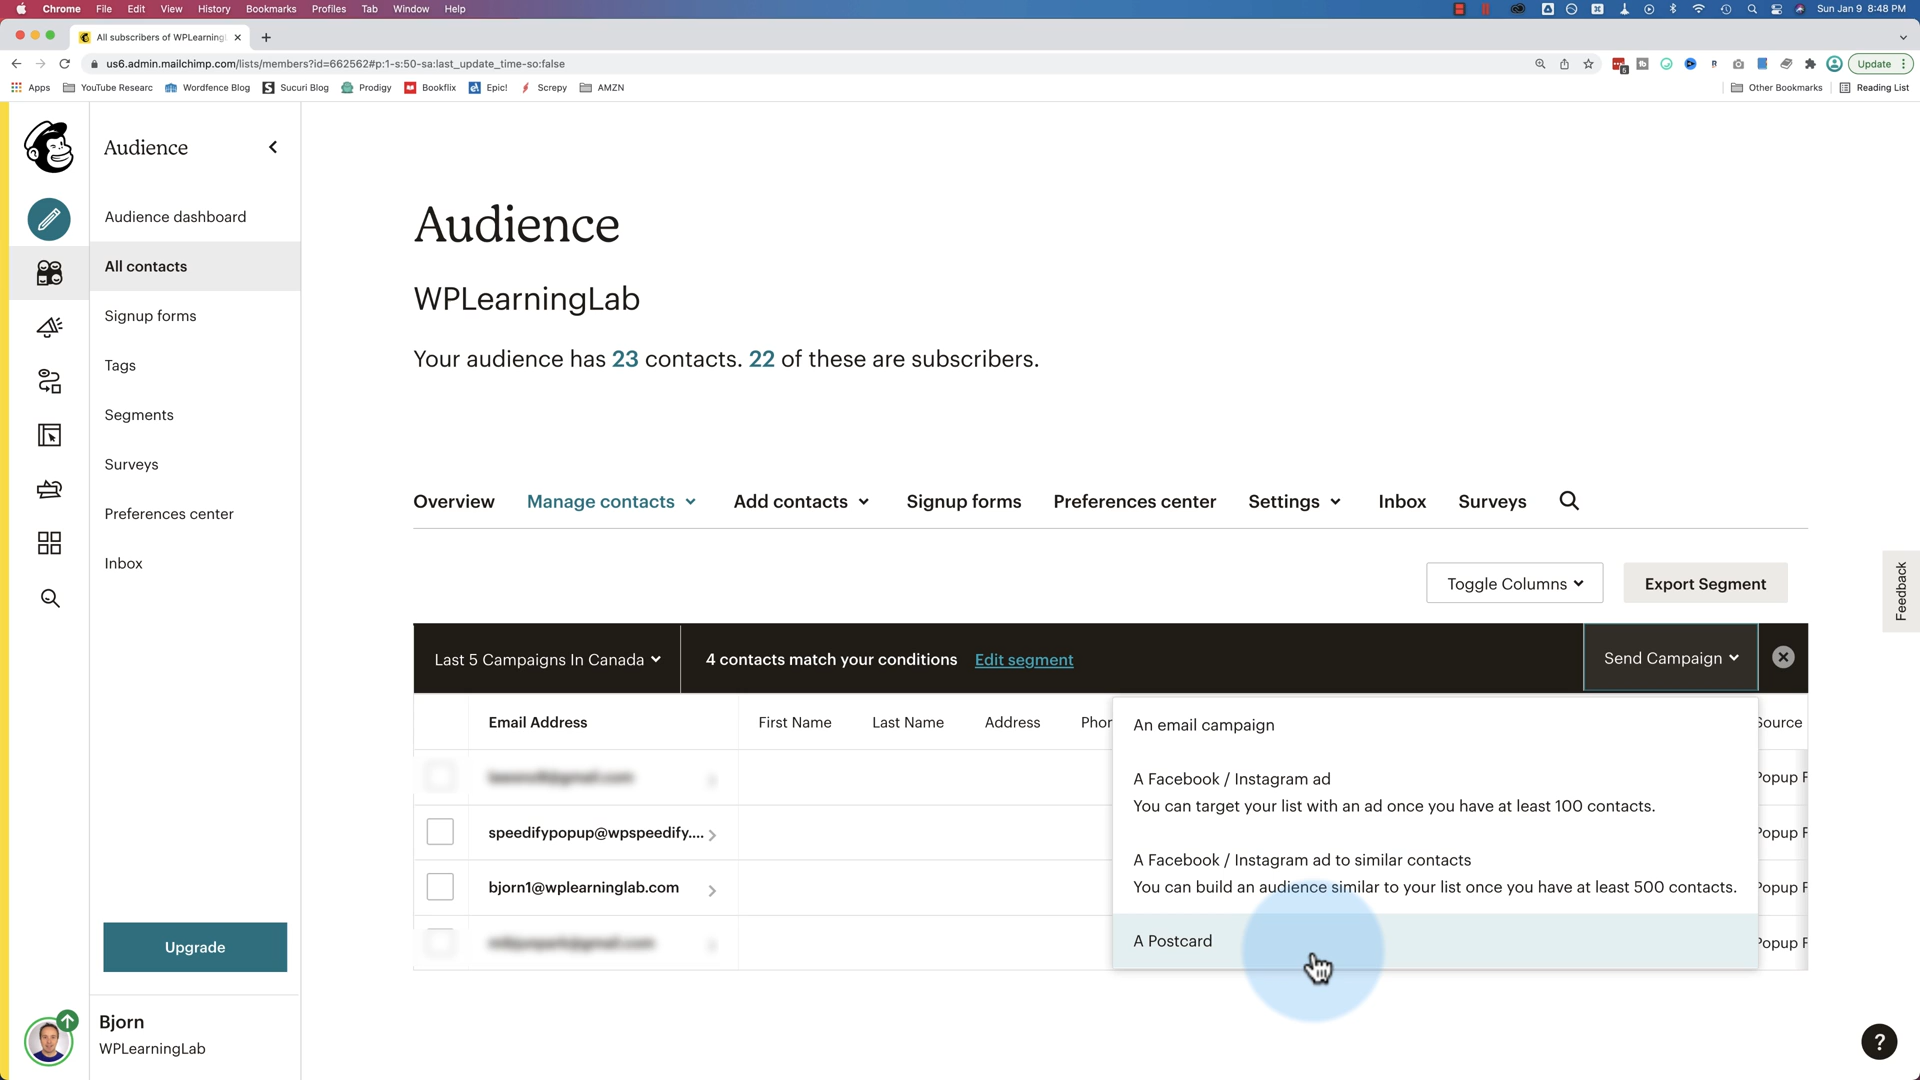 Chrome File Edit View History Bookmarks Profiles Tab Window Help
Sun Jan 9 8:48 PM
All subscribers of WPLearning
us6.admin.mailchimp.com/lists/members?id=662562#p:1-s:50-sa:last_update_time-so:false
Update
Apps YouTube Researc Wordfence Blog Sucuri Blog Prodigy Bookflix Epic! Screpy AMZN
Other Bookmarks Reading List
Audience
Audience dashboard
All contacts
Signup forms
Tags
Segments
Surveys
Preferences center
Inbox
Upgrade
Bjorn
WPLearningLab
Audience
WPLearningLab
Your audience has 23 contacts. 22 of these are subscribers.
Overview Manage contacts Add contacts Signup forms Preferences center Settings Inbox Surveys
Toggle Columns Export Segment
Feedback
Last 5 Campaigns In Canada 4 contacts match your conditions Edit segment Send Campaign
Email Address First Name Last Name Address Phor
Source
An email campaign
A Facebook / Instagram ad
You can target your list with an ad once you have at least 100 contacts.
A Facebook / Instagram ad to similar contacts
You can build an audience similar to your list once you have at least 500 contacts.
A Postcard
Popup F
speedifypopup@wpspeedify....
Popup F
bjorn1@wplearninglab.com
Popup F
Popup F
?